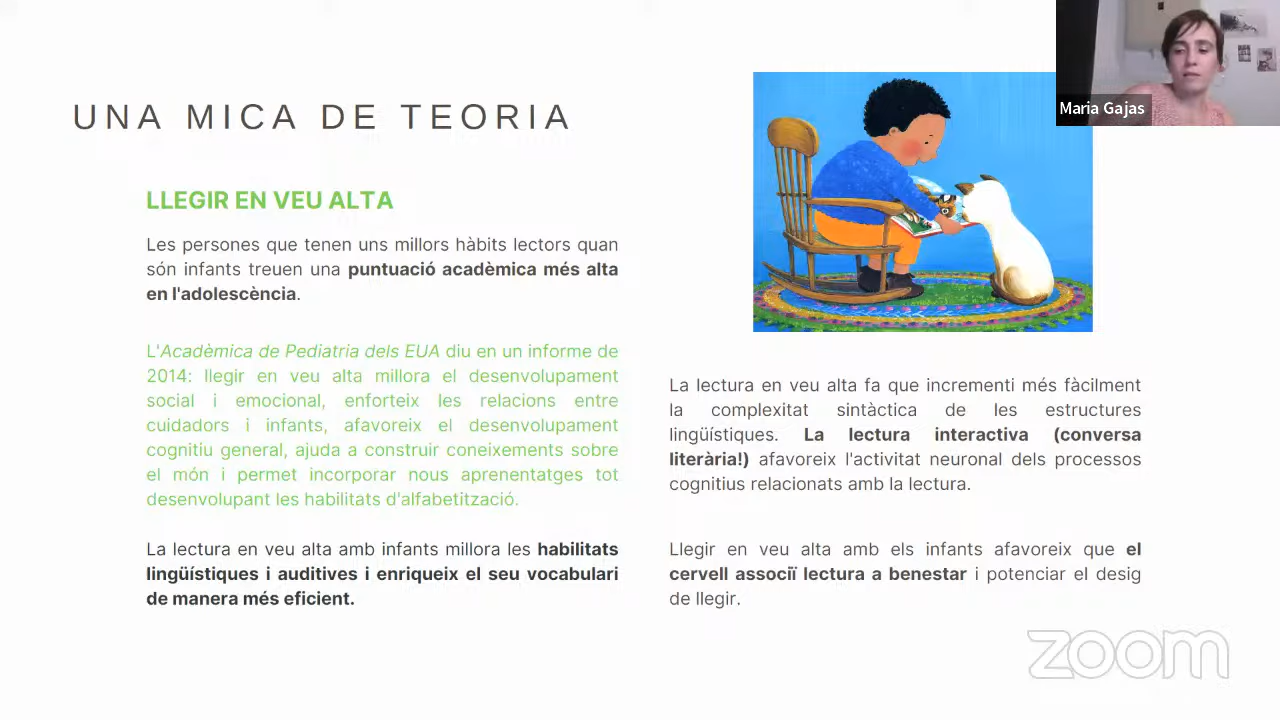 UNA MICA DE TEORIA
LLEGIR EN VEU ALTA
Les persones que tenen uns millors hàbits lectors quan
són infants treuen una puntuació acadèmica més alta
en l'adolescència.
L'Acadèmica de Pediatria dels EUA diu en un informe de
2014: llegir en veu alta millora el desenvolupament
social i emocional, enforteix les relacions entre
cuidadors i infants, afavoreix el desenvolupament
cognitiu general, ajuda a construir coneixements sobre
el món i permet incorporar nous aprenentatges tot
desenvolupant les habilitats d'alfabetització.
La lectura en veu alta amb infants millora les habilitats
lingüístiques i auditives i enriqueix el seu vocabulari
de manera més eficient.
Maria Gajas
La lectura en veu alta fa que incrementi més fàcilment
la complexitat sintàctica de les estructures
lingüístiques. La lectura interactiva (conversa
literària!) afavoreix l'activitat neuronal dels processos
cognitius relacionats amb la lectura.
Llegir en veu alta amb els infants afavoreix que el
cervell associï lectura a benestar i potenciar el desig
de llegir.
zoom